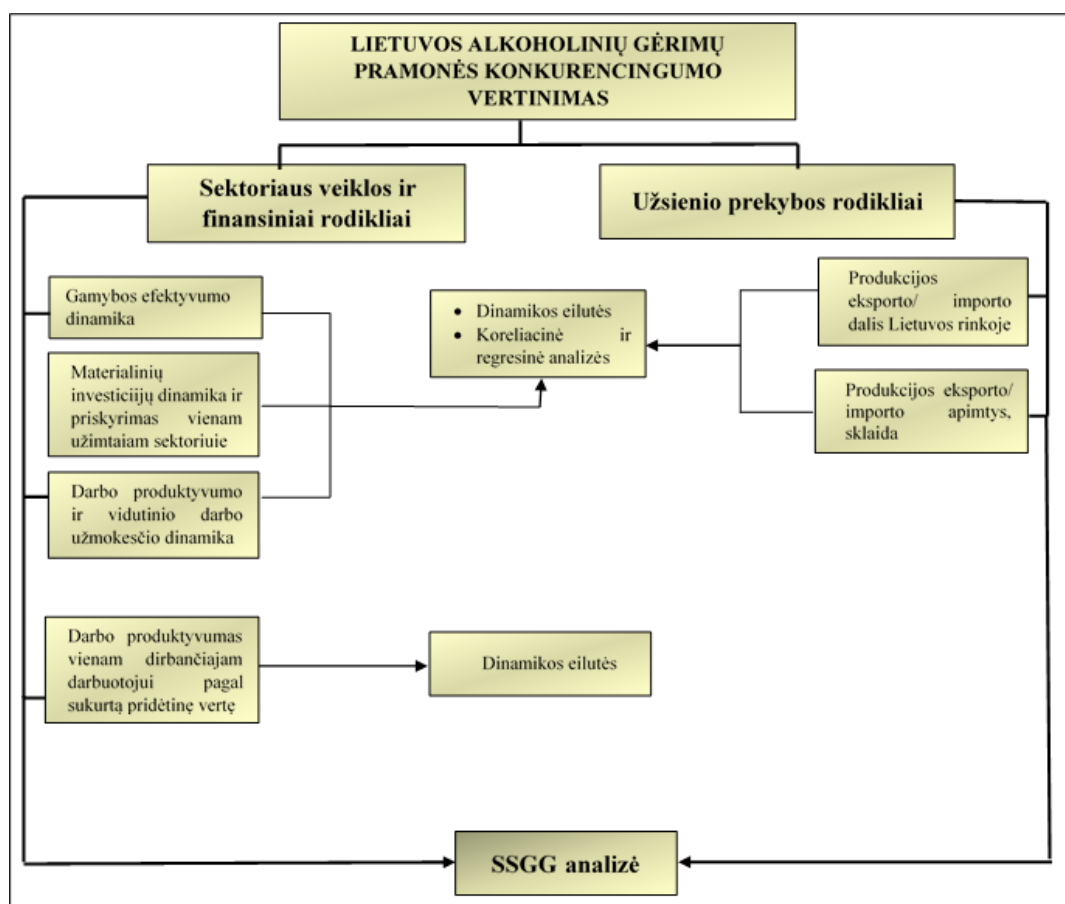 LIETUVOS ALKOHOLINIŲ GĖRIMŲ
PRAMONĖS KONKURENCINGUMO
VERTINIMAS
Sektoriaus veiklos ir
finansiniai rodikliai
Užsienio prekybos rodikliai
Gamybos efektyvumo
dinamika
Materialinių
investiciijų dinamika ir
priskyrimas vienam
užimtaiam sektoriuie
Darbo produktyvumo
ir vidutinio darbo
užmokesčio dinamika
• Dinamikos eilutės
• Koreliacinė ir
regresinė analizės
Produkcijos
eksporto/ importo
dalis Lietuvos rinkoje
Produkcijos eksporto/
importo apimtys,
sklaida
Darbo produktyvumas
vienam dirbančiajam
darbuotojui pagal
sukurtą pridėtinę vertę
Dinamikos eilutės
SSGG analizė